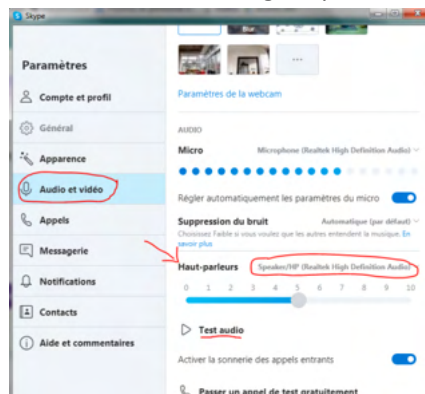 Skype
Paramètres
Compte et profil
Général
Apparence
Audio et vidéo
Appels
Messagerie
Notifications
Contacts
Aide et commentaires
Paramètres de la webcam
AUDIO
Micro Microphone (Realtek High Definition Audio)
Régler automatiquement les paramètres du micro
Suppression du bruit Automatique (par défaut)
Choisissez Faible si vous voulez que les autres entendent la musique. En
savoir plus
Haut-parleurs Speaker/HP (Realtek High Definition Audio)
0 1 2 3 4 5 6 7 8 9 10
Test audio
Activer la sonnerie des appels entrants
Passer un appel de test gratuitement